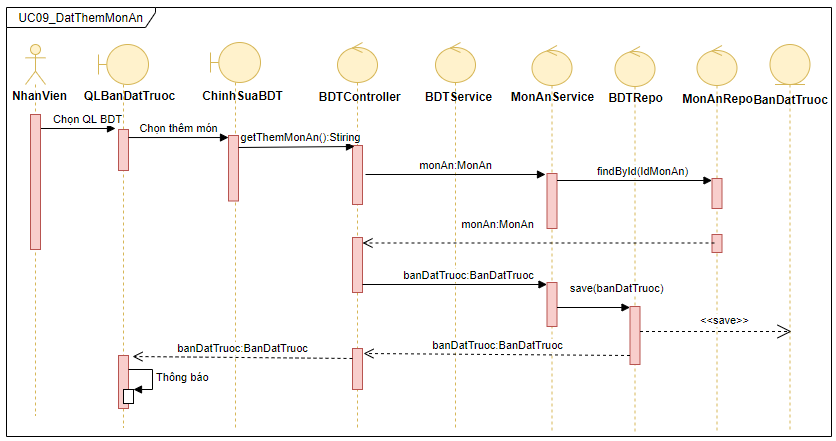 UC09_DatThemMonAn
NhanVien
QLBanDatTruoc
ChinhSuaBDT
BDTController
BDTService
MonAnService
BDTRepo
MonAnRepo
BanDatTruoc
Chọn QL BDT
Chọn thêm món
getThemMonAn():Stiring
monAn:MonAn
findById(IdMonAn)
monAn:MonAn
banDatTruoc:BanDatTruoc
save(banDatTruoc)
<<save>>
banDatTruoc:BanDatTruoc
banDatTruoc:BanDatTruoc
Thông báo